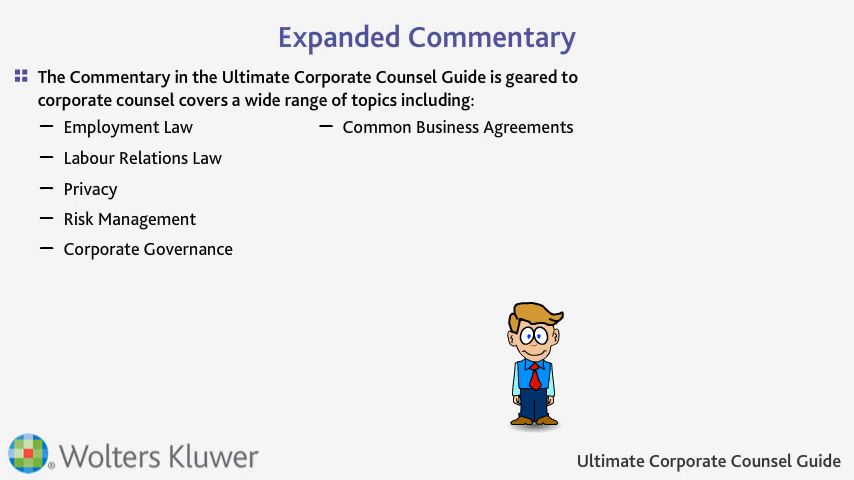 Expanded Commentary
The Commentary in the Ultimate Corporate Counsel Guide is geared to
corporate counsel covers a wide range of topics including:
— Employment Law
— Labour Relations Law
— Privacy
— Risk Management
— Corporate Governance
— Common Business Agreements
® Wolters Kluwer
Ultimate Corporate Counsel Guide